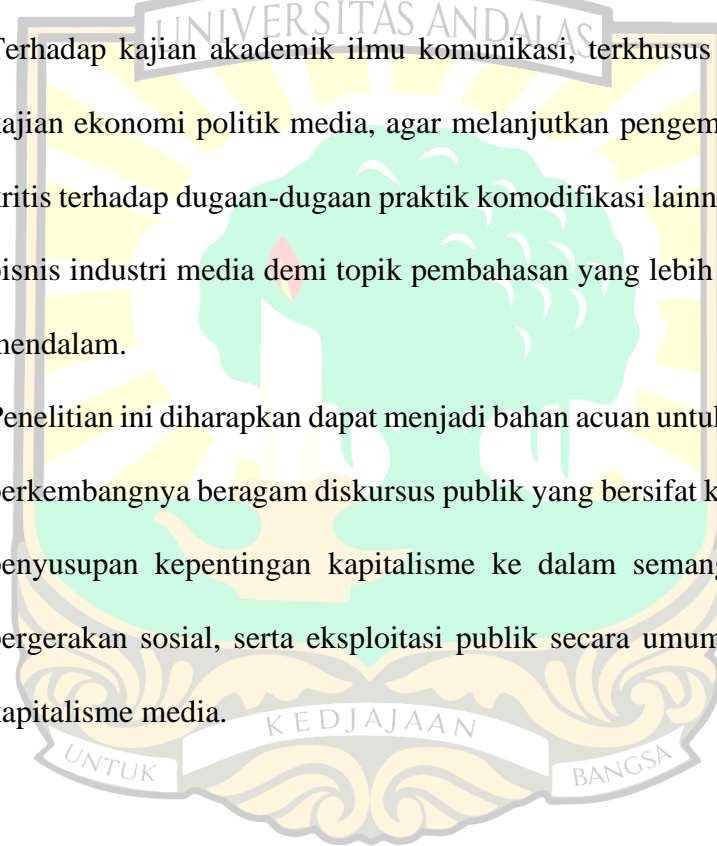 UNIVERSITAS ANDALAS
Terhadap kajian akademik ilmu komunikasi, terkhusus
kajian ekonomi politik media, agar melanjutkan pengem
kritis terhadap dugaan-dugaan praktik komodifikasi lainn
bisnis industri media demi topik pembahasan yang lebih
mendalam.
Penelitian ini diharapkan dapat menjadi bahan acuan untuk
berkembangnya beragam diskursus publik yang bersifat k
penyusupan kepentingan kapitalisme ke dalam semang
pergerakan sosial, serta eksploitasi publik secara umum
kapitalisme media.
KEDJAJAAN
UNTUK
BANGSA